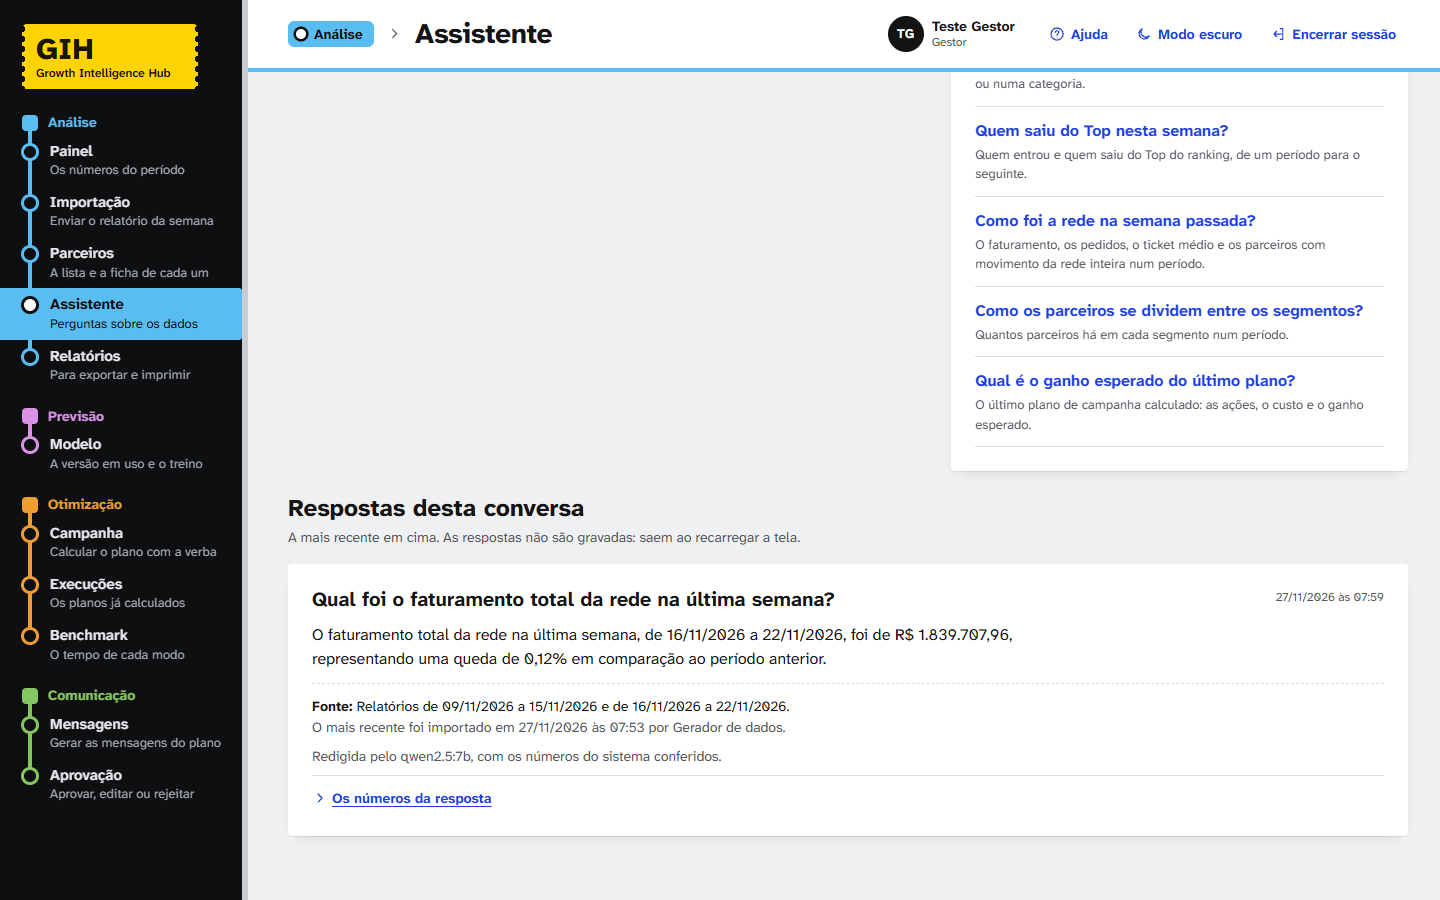 GIH
Growth Intelligence Hub
Análise
Painel
Os números do período
Importação
Enviar o relatório da semana
Parceiros
A lista e a ficha de cada um
Assistente
Perguntas sobre os dados
Relatórios
Para exportar e imprimir
Previsão
Modelo
A versão em uso e o treino
Otimização
Campanha
Calcular o plano com a verba
Execuções
Os planos já calculados
Benchmark
O tempo de cada modo
Comunicação
Mensagens
Gerar as mensagens do plano
Aprovação
Aprovar, editar ou rejeitar
Análise
Assistente
TG
Teste Gestor
Gestor
Ajuda
Modo escuro
Encerrar sessão
ou numa categoria.
Quem saiu do Top nesta semana?
Quem entrou e quem saiu do Top do ranking, de um período para o
seguinte.
Como foi a rede na semana passada?
O faturamento, os pedidos, o ticket médio e os parceiros com
movimento da rede inteira num período.
Como os parceiros se dividem entre os segmentos?
Quantos parceiros há em cada segmento num período.
Qual é o ganho esperado do último plano?
O último plano de campanha calculado: as ações, o custo e o ganho
esperado.
Respostas desta conversa
A mais recente em cima. As respostas não são gravadas: saem ao recarregar a tela.
Qual foi o faturamento total da rede na última semana?
27/11/2026 às 07:59
O faturamento total da rede na última semana, de 16/11/2026 a 22/11/2026, foi de R$ 1.839.707,96,
representando uma queda de 0,12% em comparação ao período anterior.
Fonte: Relatórios de 09/11/2026 a 15/11/2026 e de 16/11/2026 a 22/11/2026.
O mais recente foi importado em 27/11/2026 às 07:53 por Gerador de dados.
Redigida pelo qwen2.5:7b, com os números do sistema conferidos.
Os números da resposta